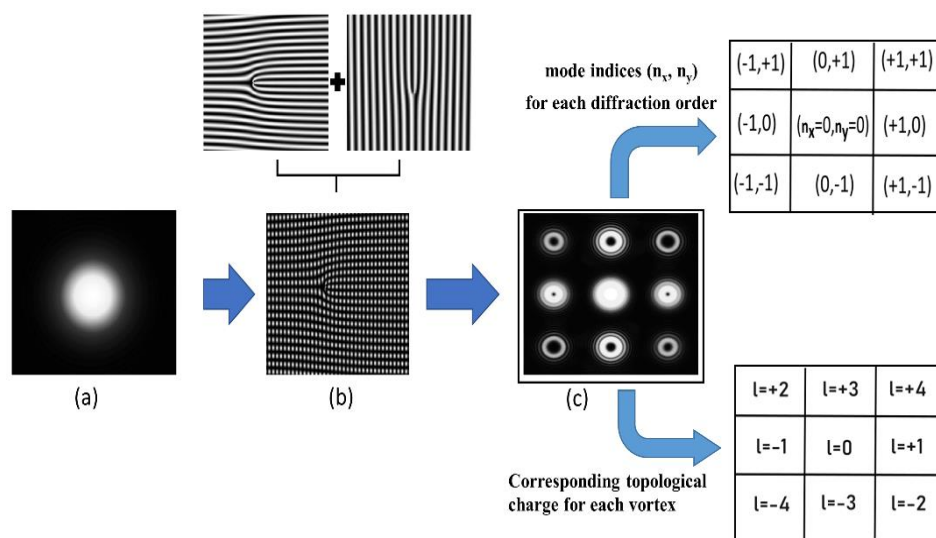 mode indices (nₓ, nᵧ)
for each diffraction order
(-1,+1) (0,+1) (+1,+1)
(-1,0) (nₓ=0,nᵧ=0) (+1,0)
(-1,-1) (0,-1) (+1,-1)
(a)
(b)
(c)
Corresponding topological
charge for each vortex
l=+2 l=+3 l=+4
l=-1 l=0 l=+1
l=-4 l=-3 l=-2